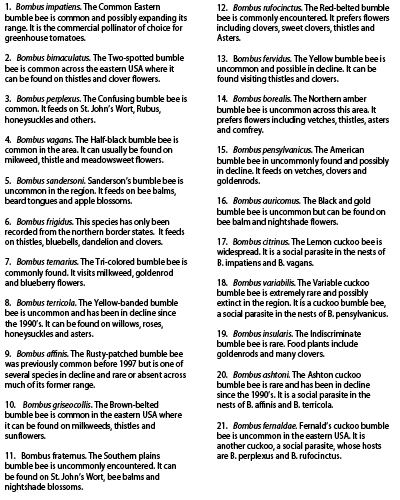 1. Bombus impatiens. The Common Eastern
bumble bee is common and possibly expanding its
range. It is the commercial pollinator of choice for
greenhouse tomatoes.
2. Bombus bimaculatus. The Two-spotted bumble
bee is common across the eastern USA where it
can be found on thistles and clover flowers.
3. Bombus perplexus. The Confusing bumble bee is
common. It feeds on St. John's Wort, Rubus,
honeysuckles and others.
4. Bombus vagans. The Half-black bumble bee is
common in the area. It can usually be found on
milkweed, thistle and meadowsweet flowers.
5. Bombus sandersoni. Sanderson's bumble bee is
uncommon in the region. It feeds on bee balms,
beard tongues and apple blossoms.
6. Bombus frigidus. This species has only been
recorded from the northern border states. It feeds
on thistles, bluebells, dandelion and clovers.
7. Bombus ternarius. The Tri-colored bumble bee is
commonly found. It visits milkweed, goldenrod
and blueberry flowers.
8. Bombus terricola. The Yellow-banded bumble
bee is uncommon and has been in decline since
the 1990's. It can be found on willows, roses,
honeysuckles and asters.
9. Bombus affinis. The Rusty-patched bumble bee
was previously common before 1997 but is one of
several species in decline and rare or absent across
much of its former range.
10. Bombus griseocollis. The Brown-belted
bumble bee is common in the eastern USA where
it can be found on milkweeds, thistles and
sunflowers.
11. Bombus fraternus. The Southern plains
bumble bee is uncommonly encountered. It can be
found on St. John's Wort, bee balms and
nightshade blossoms.
12. Bombus rufocinctus. The Red-belted bumble
bee is commonly encountered. It prefers flowers
including clovers, sweet clovers, thistles and
Asters.
13. Bombus fervidus. The Yellow bumble bee is
uncommon and possible in decline. It can be
found visiting thistles and clovers.
14. Bombus borealis. The Northern amber
bumble bee is uncommon across this area. It
prefers flowers including vetches, thistles, asters
and comfrey.
15. Bombus pensylvanicus. The American
bumble bee in uncommonly found and possibly
in decline. It feeds on vetches, clovers and
goldenrods.
16. Bombus auricomus. The Black and gold
bumble bee is uncommon but can be found on
bee balm and nightshade flowers.
17. Bombus citrinus. The Lemon cuckoo bee is
widespread. It is a social parasite in the nests of
B. impatiens and B. vagans.
18. Bombus variabilis. The Variable cuckoo
bumble bee is extremely rare and possibly
extinct in the region. It is a cuckoo bumble bee,
a social parasite in the nests of B. pensylvanicus.
19. Bombus insularis. The Indiscriminate
bumble bee is rare. Food plants include
goldenrods and many clovers.
20. Bombus ashtoni. The Ashton cuckoo
bumble bee is rare and has been in decline
since the 1990's. It is a social parasite in the
nests of B. affinis and B. terricola.
21. Bombus fernaldae. Fernald's cuckoo bumble
bee is uncommon in the eastern USA. It is
another cuckoo, a social parasite, whose hosts
are B. perplexus and B. rufocinctus.